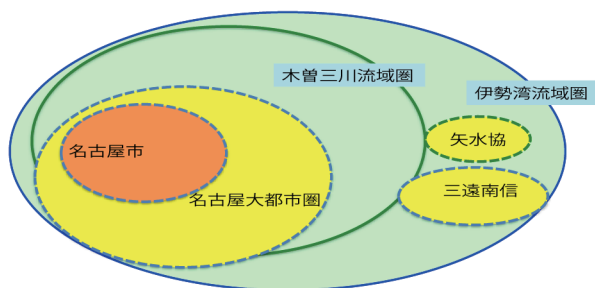 木曽三川流域圏
伊勢湾流域圏
名古屋市
矢水協
名古屋大都市圏
三遠南信